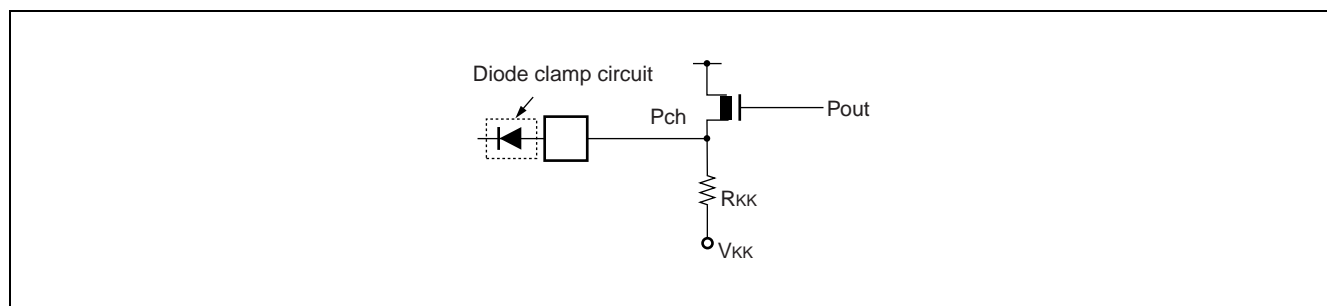 Diode clamp circuit
Pch
Pout
RKK
VKK